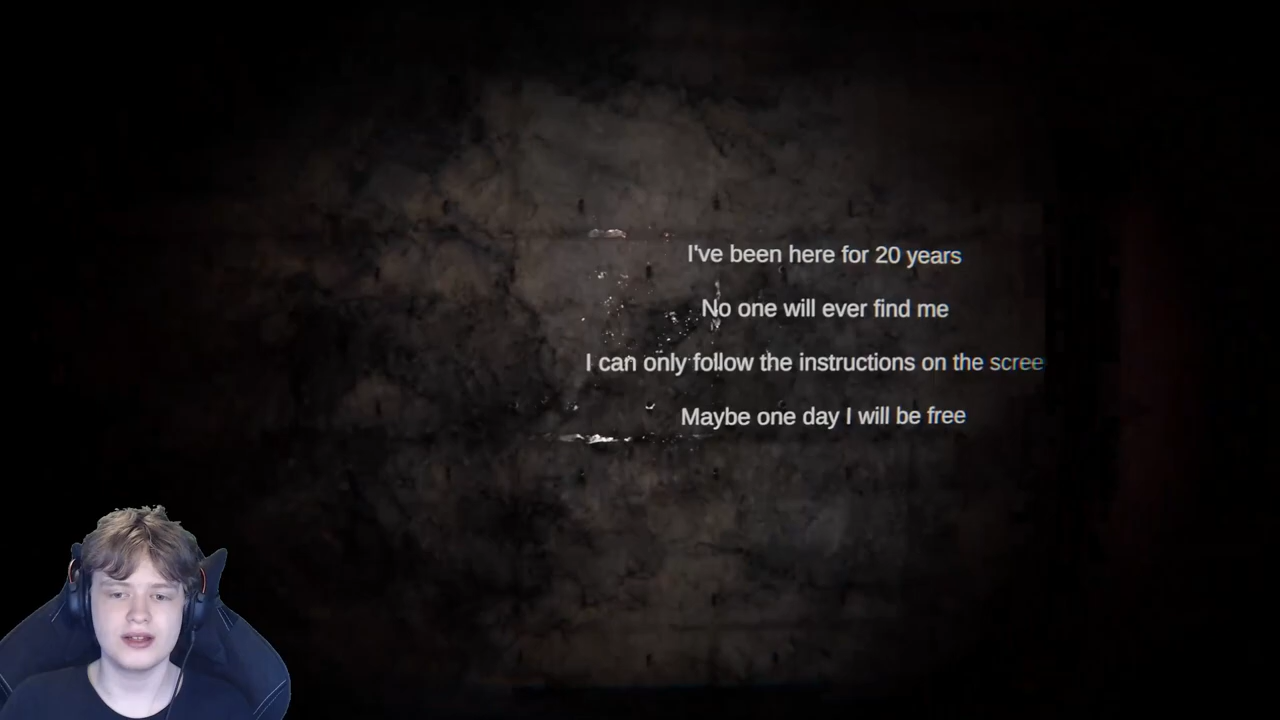 I've been here for 20 years
No one will ever find me
I can only follow the instructions on the scree
Maybe one day I will be free